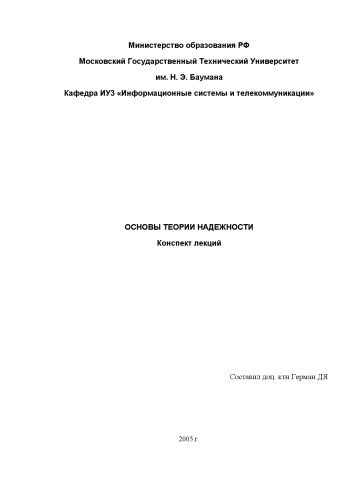 Министерство образования РФ
Московский Государственный Технический Университет
им. Н. Э. Баумана
Кафедра ИУ3 «Информационные системы и телекоммуникации»
ОСНОВЫ ТЕОРИИ НАДЕЖНОСТИ
Конспект лекций
Составил доц. ктн Герман ДЯ
2005 г.